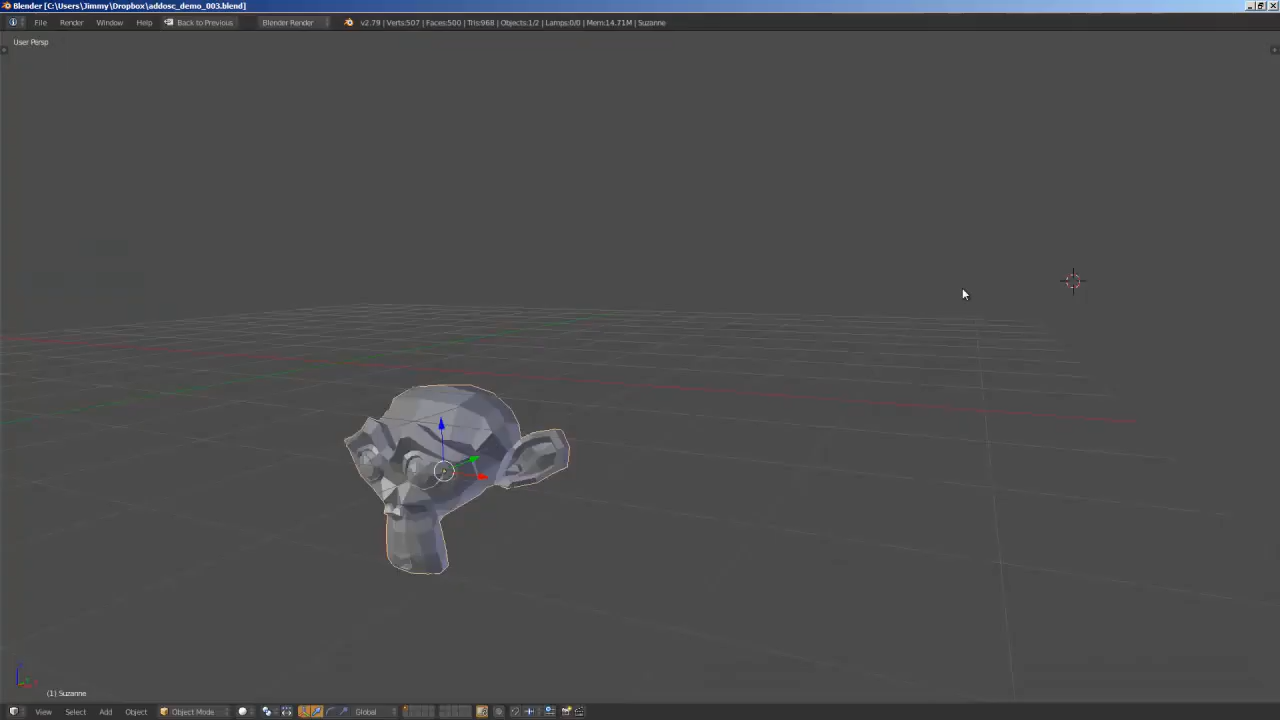 Blender [C:\Users\Jimmy\Dropbox\addosc_demo_003.blend]
File Render Window Help Back to Previous Blender Render v2.79 | Verts:507 | Faces:500 | Tris:968 | Objects:1/2 | Lamps:0/0 | Mem:14.71M | Suzanne
User Persp
(1) Suzanne
View Select Add Object Object Mode Global